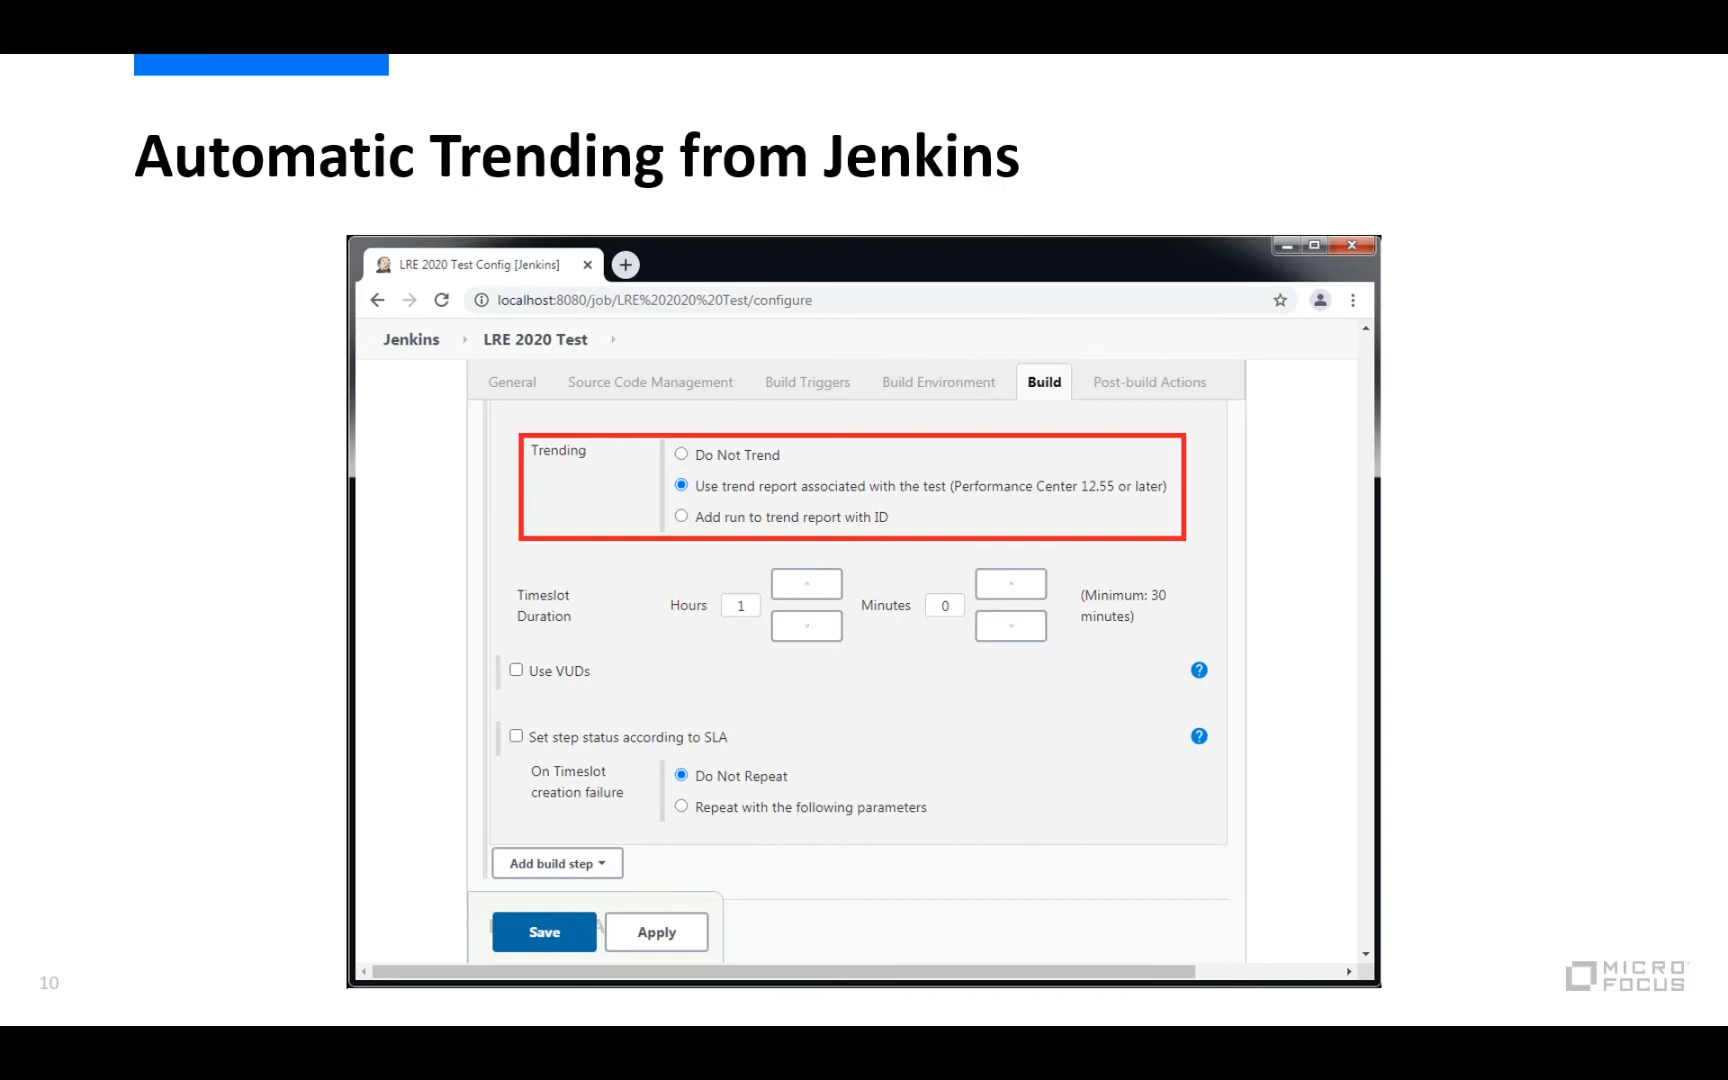 Automatic Trending from Jenkins
LRE 2020 Test Config [Jenkins]
localhost:8080/job/LRE%202020%20Test/configure
Jenkins LRE 2020 Test
General Source Code Management Build Triggers Build Environment Build Post-build Actions
Trending
Do Not Trend
Use trend report associated with the test (Performance Center 12.55 or later)
Add run to trend report with ID
Timeslot
Duration
Hours 1 Minutes 0
(Minimum: 30
minutes)
Use VUDs ?
Set step status according to SLA ?
On Timeslot
creation failure
Do Not Repeat
Repeat with the following parameters
Add build step
Save Apply
10
MICRO
FOCUS